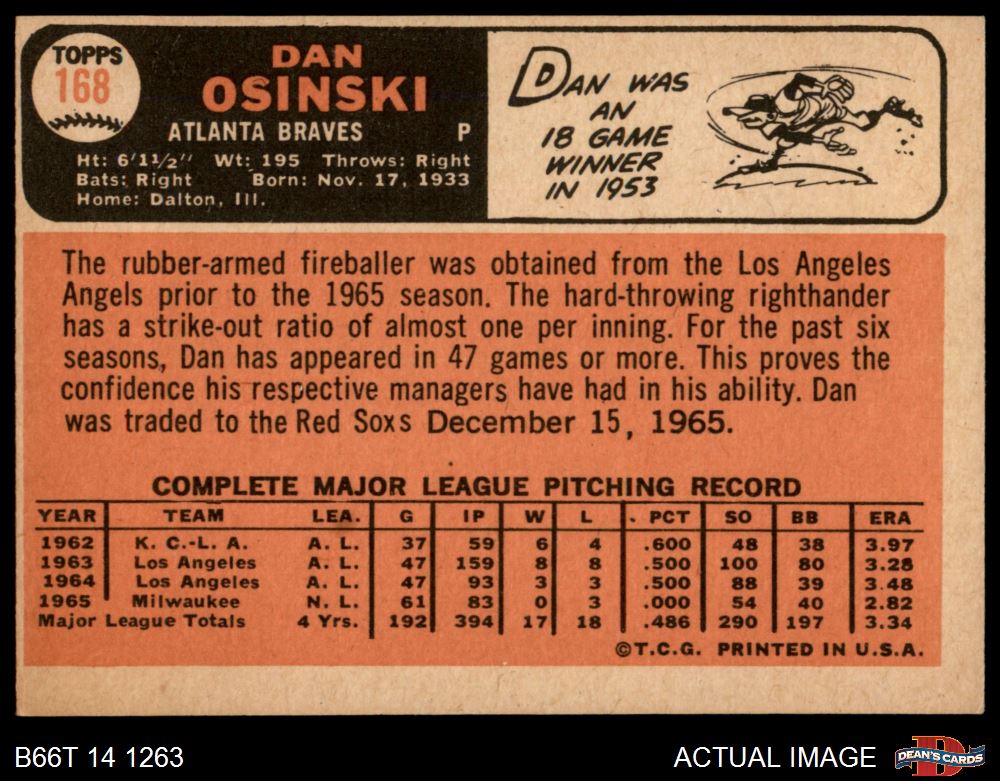 TOPPS
168
DAN
OSINSKI
ATLANTA BRAVES P
Ht: 6'1½" Wt: 195 Throws: Right
Bats: Right Born: Nov. 17, 1933
Home: Dalton, Ill.
DAN WAS
AN
18 GAME
WINNER
IN 1953
The rubber-armed fireballer was obtained from the Los Angeles
Angels prior to the 1965 season. The hard-throwing righthander
has a strike-out ratio of almost one per inning. For the past six
seasons, Dan has appeared in 47 games or more. This proves the
confidence his respective managers have had in his ability. Dan
was traded to the Red Soxs December 15, 1965.
COMPLETE MAJOR LEAGUE PITCHING RECORD
YEAR TEAM LEA. G IP W L PCT SO BB ERA
1962 K. C.-L. A. A. L. 37 59 6 4 .600 48 38 3.97
1963 Los Angeles A. L. 47 159 8 8 .500 100 80 3.28
1964 Los Angeles A. L. 47 93 3 3 .500 88 39 3.48
1965 Milwaukee N. L. 61 83 0 3 .000 54 40 2.82
Major League Totals 4 Yrs. 192 394 17 18 .486 290 197 3.34
©T.C.G. PRINTED IN U.S.A.
B66T 14 1263
ACTUAL IMAGE
DEAN'S CARDS